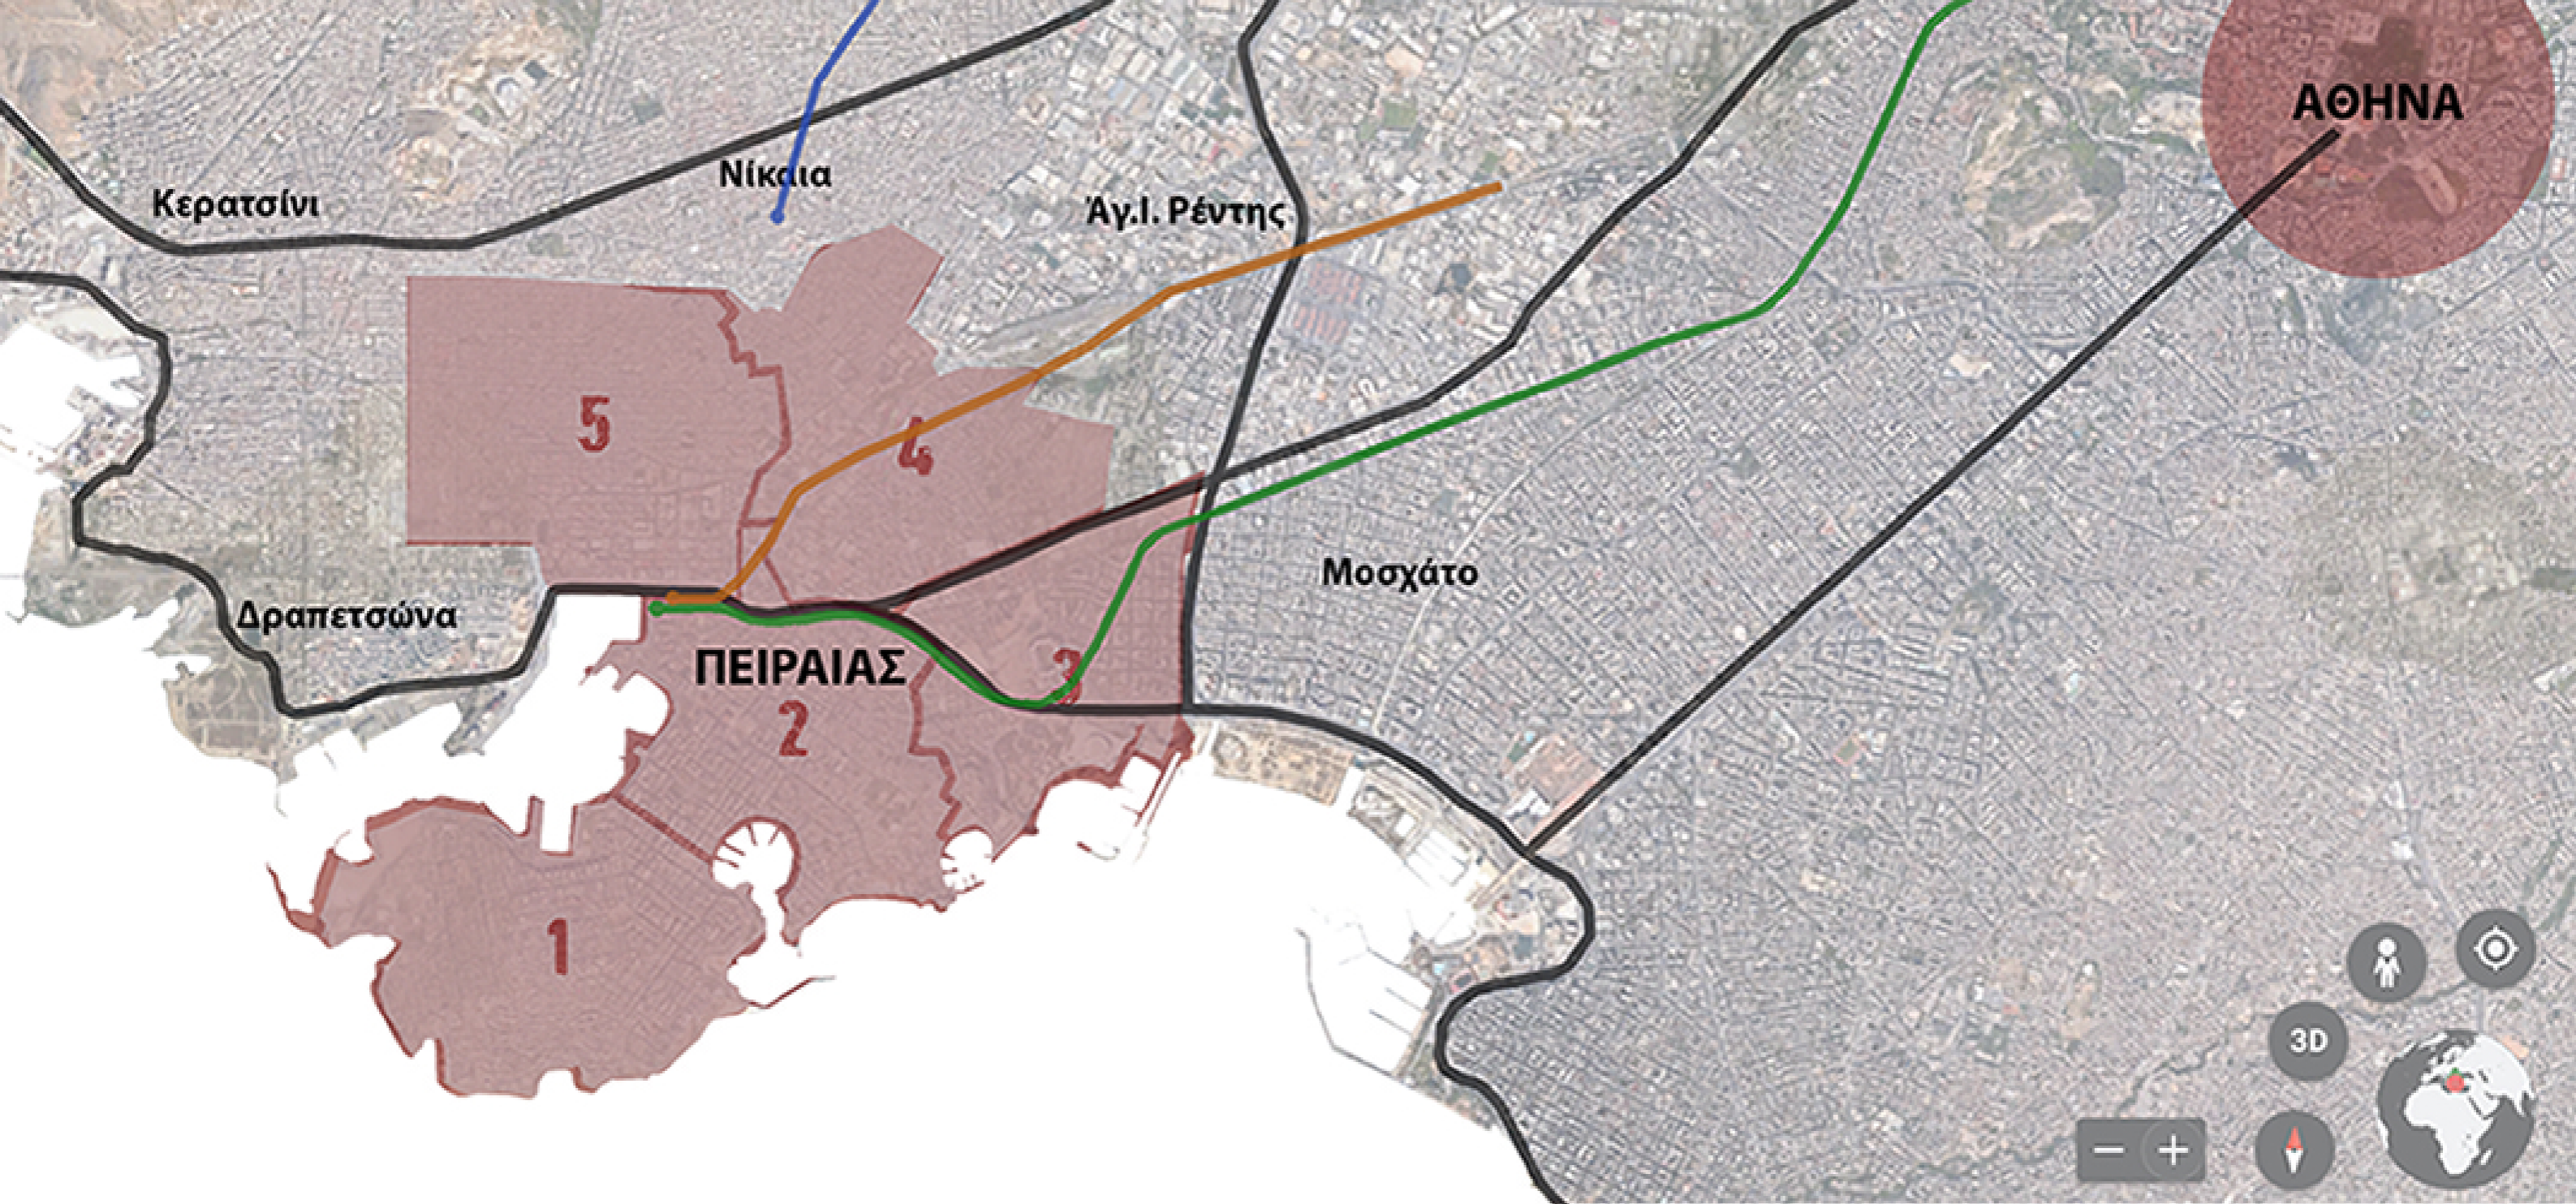 ΑΘΗΝΑ
Νίκαια
Κερατσίνι
Άγ.Ι. Ρέντης
5
4
Μοσχάτο
Δραπετσώνα
ΠΕΙΡΑΙΑΣ
3
2
1
3D